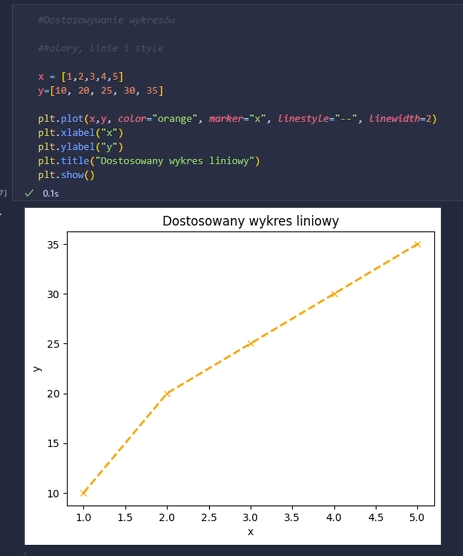 #Dostosowywanie wykresów
#kolory, linie i style
x = [1,2,3,4,5]
y=[10, 20, 25, 30, 35]
plt.plot(x,y, color="orange", marker="x", linestyle="--", linewidth=2)
plt.xlabel("x")
plt.ylabel("y")
plt.title("Dostosowany wykres liniowy")
plt.show()
7] ✓ 0.1s
Dostosowany wykres liniowy
35
30
25
20
15
10
y
1.0 1.5 2.0 2.5 3.0 3.5 4.0 4.5 5.0
x